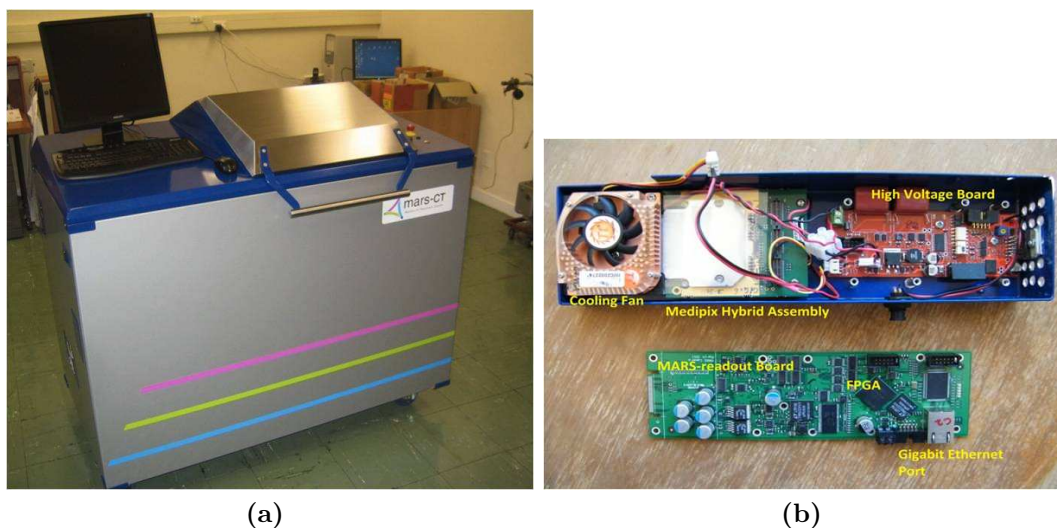 mars-CT
High Voltage Board
Cooling Fan
Medipix Hybrid Assembly
MARS-readout Board
FPGA
Gigabit Ethernet
Port
(a)
(b)